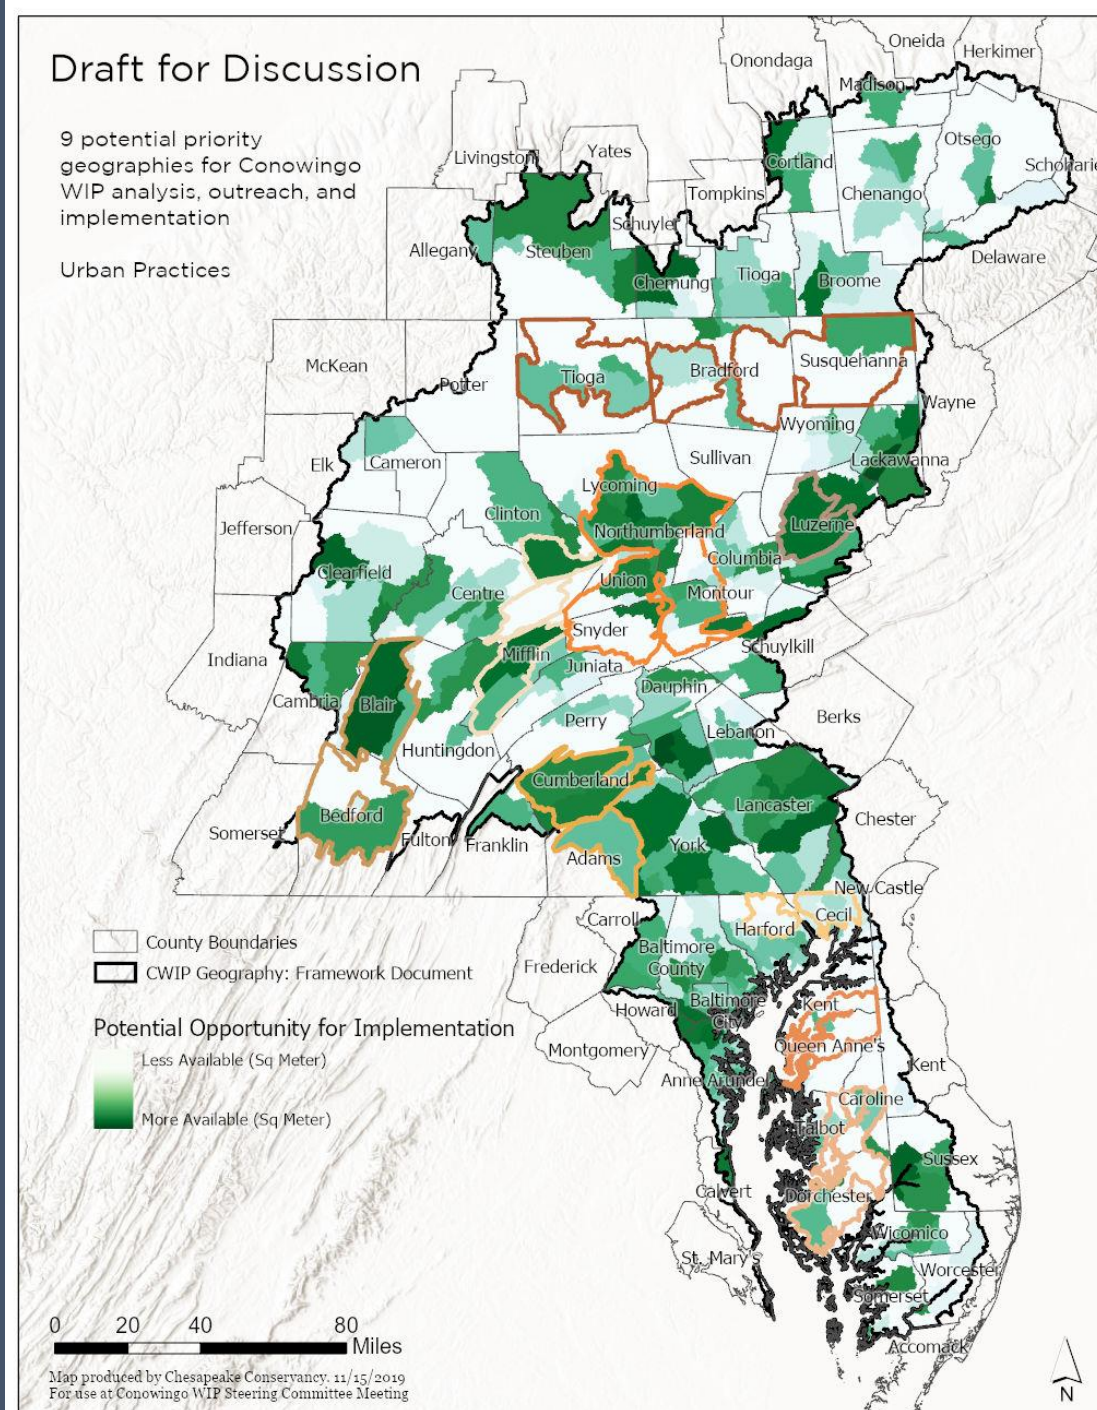 Draft for Discussion
9 potential priority
geographies for Conowingo
WIP analysis, outreach, and
implementation
Urban Practices
Oneida
Herkimer
Onondaga
Madison
Livingston
Yates
Cortland
Otsego
Schoharie
Tompkins
Chenango
Schuyler
Allegany
Steuben
Delaware
Chemung
Tioga
Broome
McKean
Potter
Tioga
Bradford
Susquehanna
Wayne
Wyoming
Elk
Cameron
Sullivan
Lackawanna
Lycoming
Clinton
Jefferson
Northumberland
Luzerne
Columbia
Clearfield
Centre
Union
Montour
Snyder
Indiana
Mifflin
Juniata
Schuylkill
Dauphin
Cambria
Blair
Perry
Berks
Lebanon
Huntingdon
Cumberland
Lancaster
Bedford
Somerset
Fulton
Franklin
York
Chester
Adams
New Castle
Carroll
Harford
Cecil
Baltimore
County
Frederick
Howard
Baltimore
City
Kent
Queen Anne's
Montgomery
Kent
Anne Arundel
Caroline
Talbot
Sussex
Calvert
Dorchester
Wicomico
St. Mary's
Worcester
Somerset
Accomack
County Boundaries
CWIP Geography: Framework Document
Potential Opportunity for Implementation
Less Available (Sq Meter)
More Available (Sq Meter)
0 20 40 80
Miles
Map produced by Chesapeake Conservancy. 11/15/2019
For use at Conowingo WIP Steering Committee Meeting
N